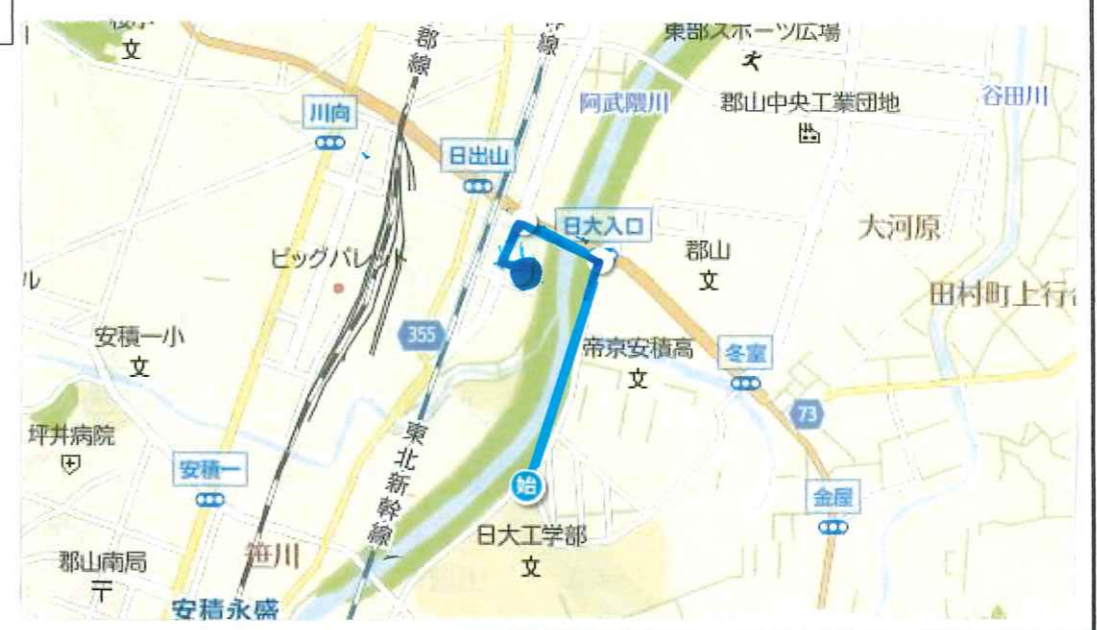 東部スポーツ広場
文
郡線
線
阿武隈川
郡山中央工業団地
谷田川
川向
日出山
日大入口
大河原
郡山
文
ビッグパレット
ル
田村町上行
355
安積一小
文
帝京安積高
文
冬室
73
坪井病院
東北新幹線
安積一
始
金屋
日大工学部
文
郡山南局
〒
笹川
安積永盛